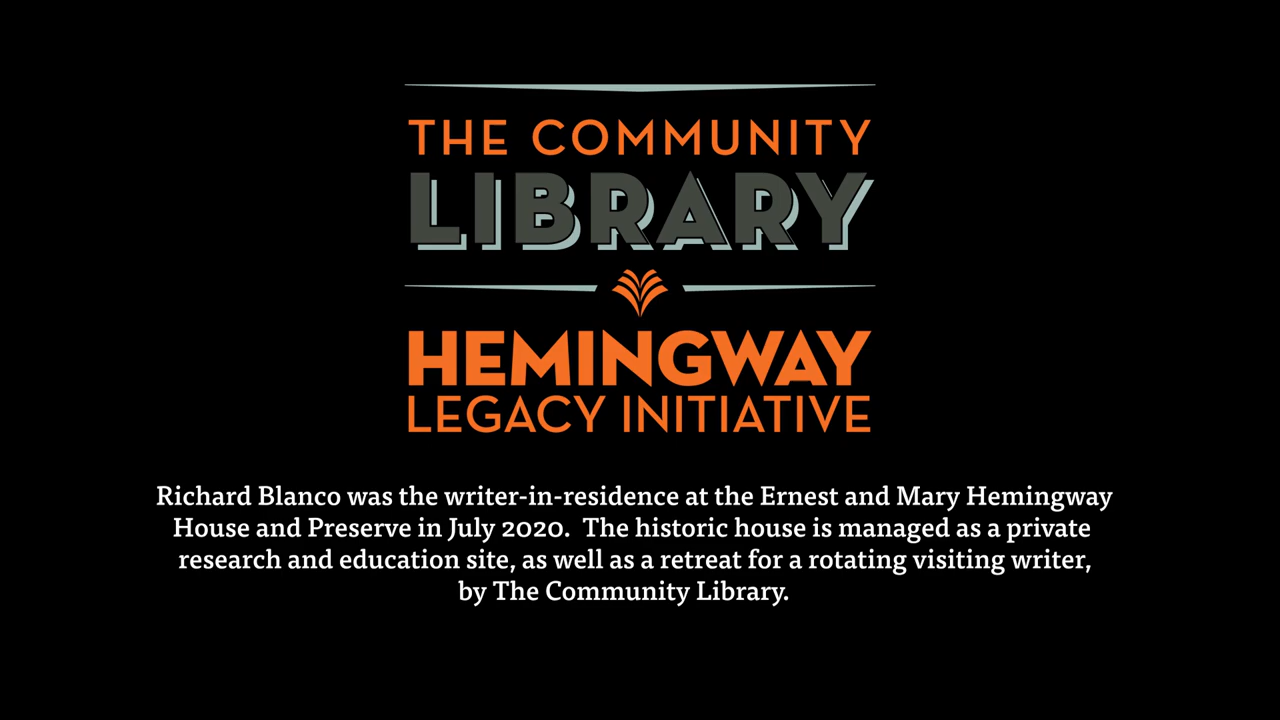 THE COMMUNITY
LIBRARY
HEMINGWAY
LEGACY INITIATIVE
Richard Blanco was the writer-in-residence at the Ernest and Mary Hemingway
House and Preserve in July 2020.  The historic house is managed as a private
research and education site, as well as a retreat for a rotating visiting writer,
by The Community Library.